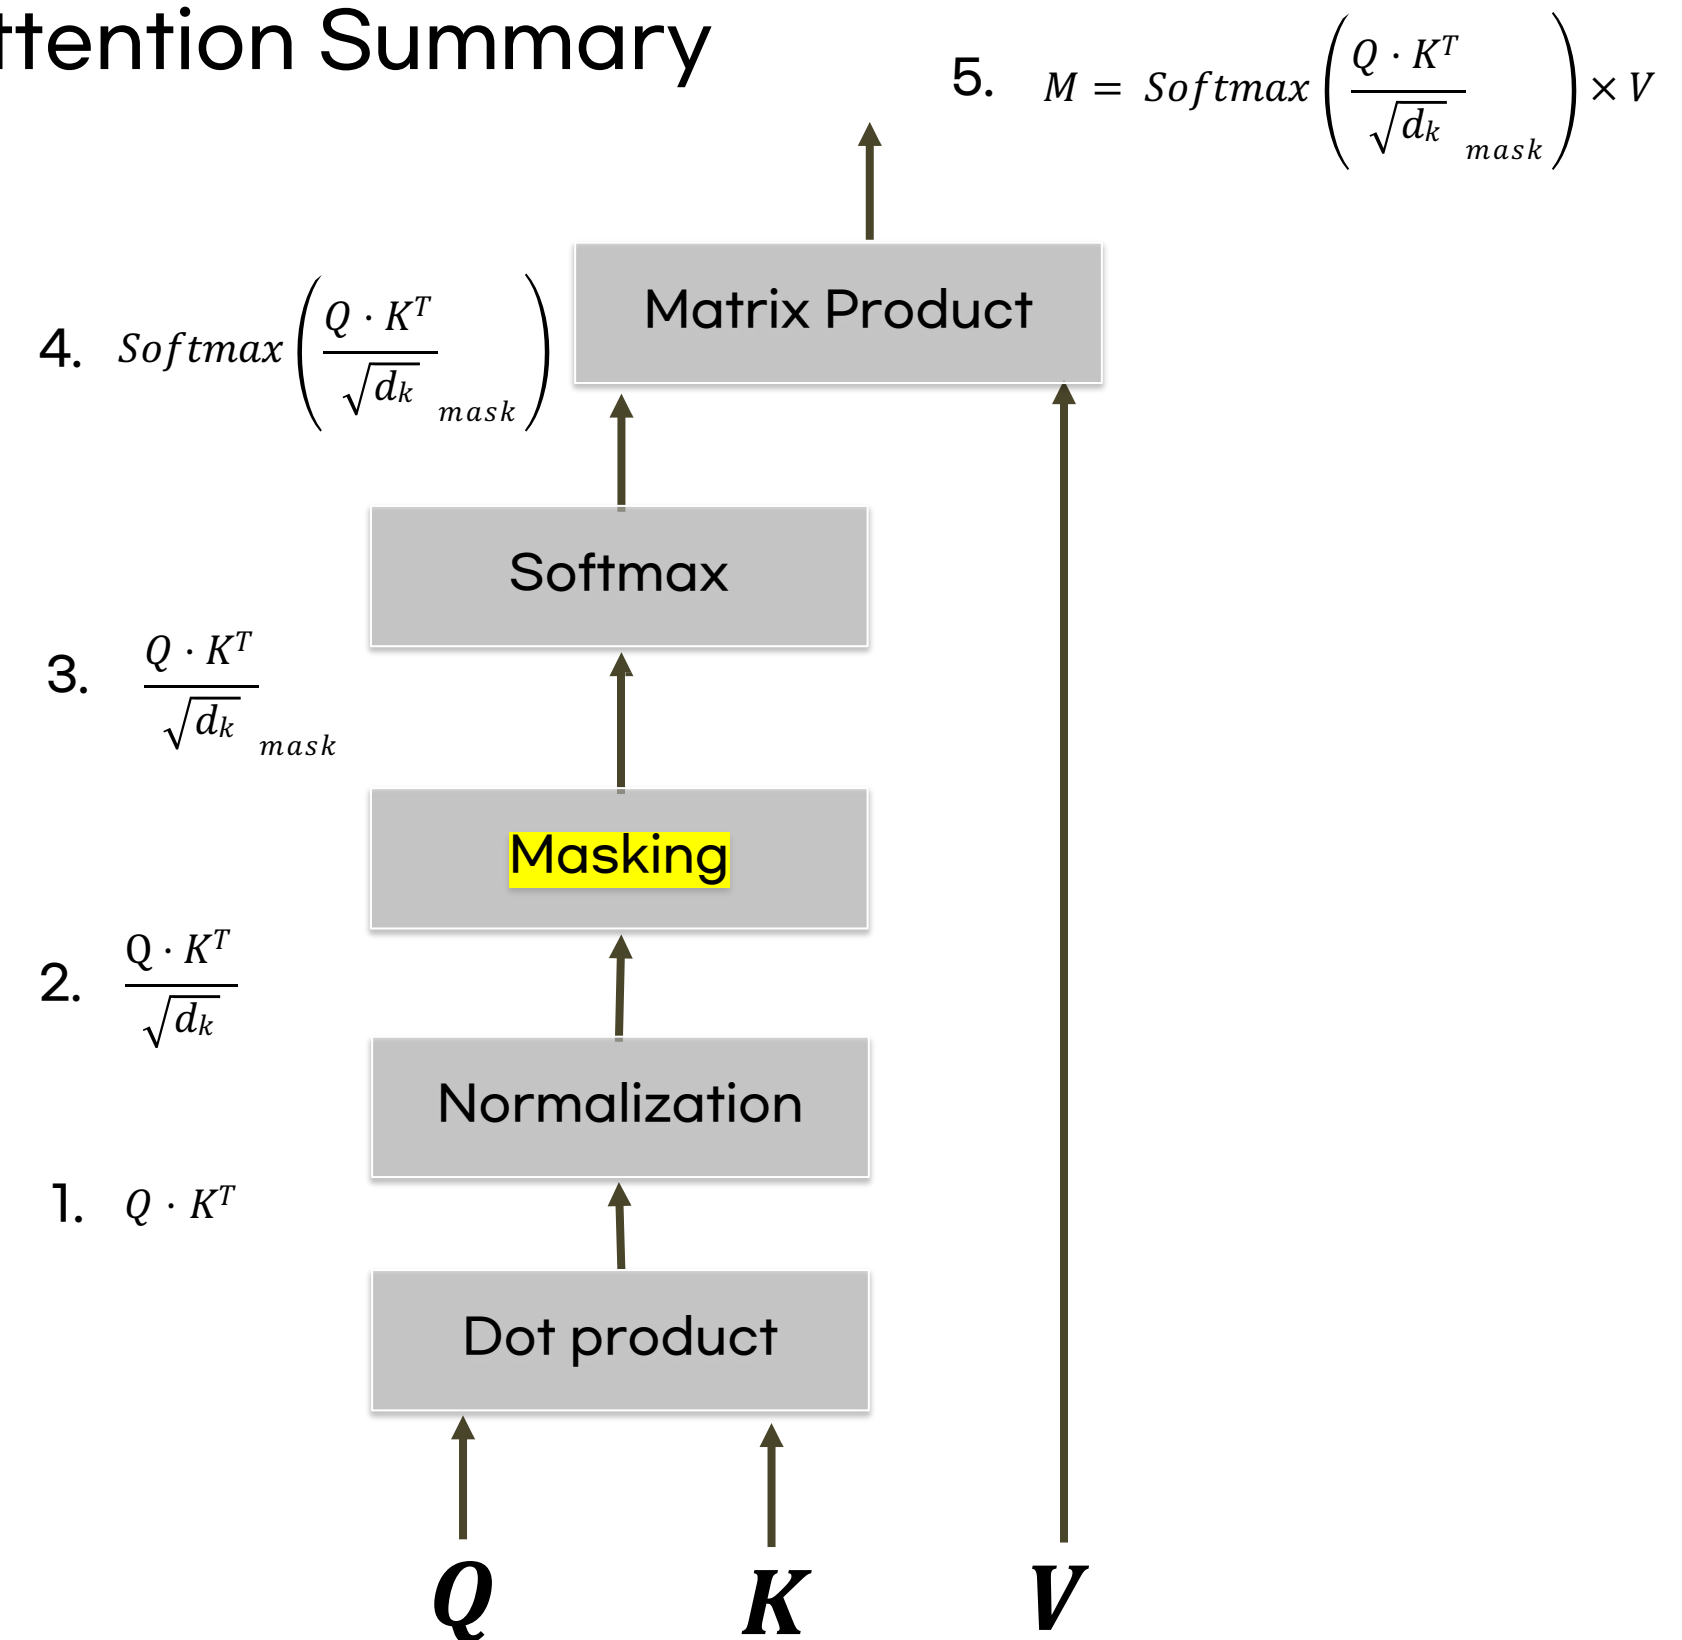 ttention Summary
5. M = Softmax(Q · K^T / √d_k mask) × V
Matrix Product
4. Softmax(Q · K^T / √d_k mask)
Softmax
3. Q · K^T / √d_k mask
Masking
2. Q · K^T / √d_k
Normalization
1. Q · K^T
Dot product
Q K V